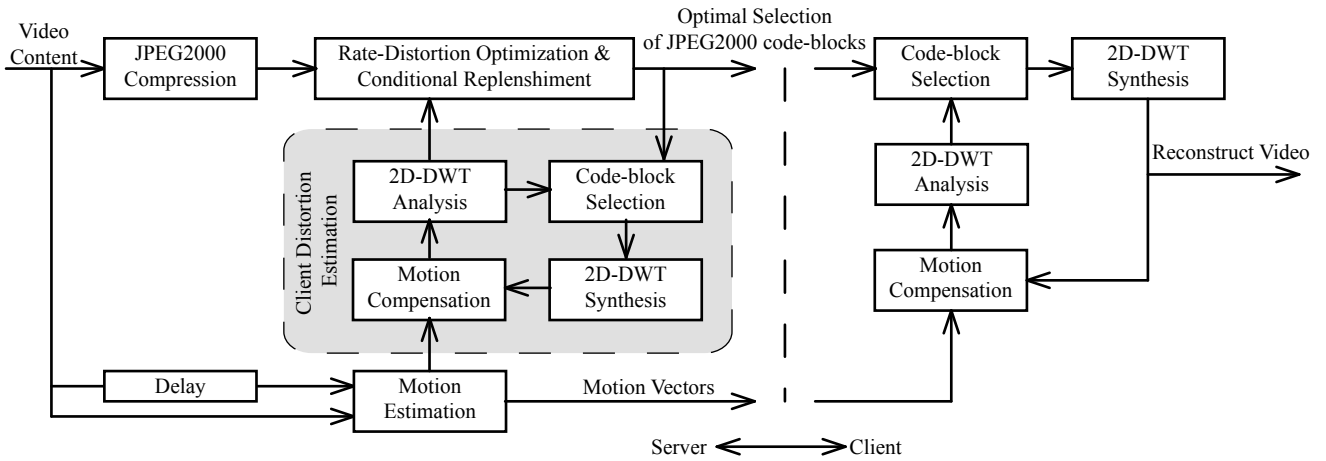 Video
Content
JPEG2000
Compression
Rate-Distortion Optimization &
Conditional Replenshiment
Optimal Selection
of JPEG2000 code-blocks
Code-block
Selection
2D-DWT
Synthesis
Client Distortion
Estimation
2D-DWT
Analysis
Code-block
Selection
Motion
Compensation
2D-DWT
Synthesis
2D-DWT
Analysis
Reconstruct Video
Motion
Compensation
Delay
Motion
Estimation
Motion Vectors
Server
Client